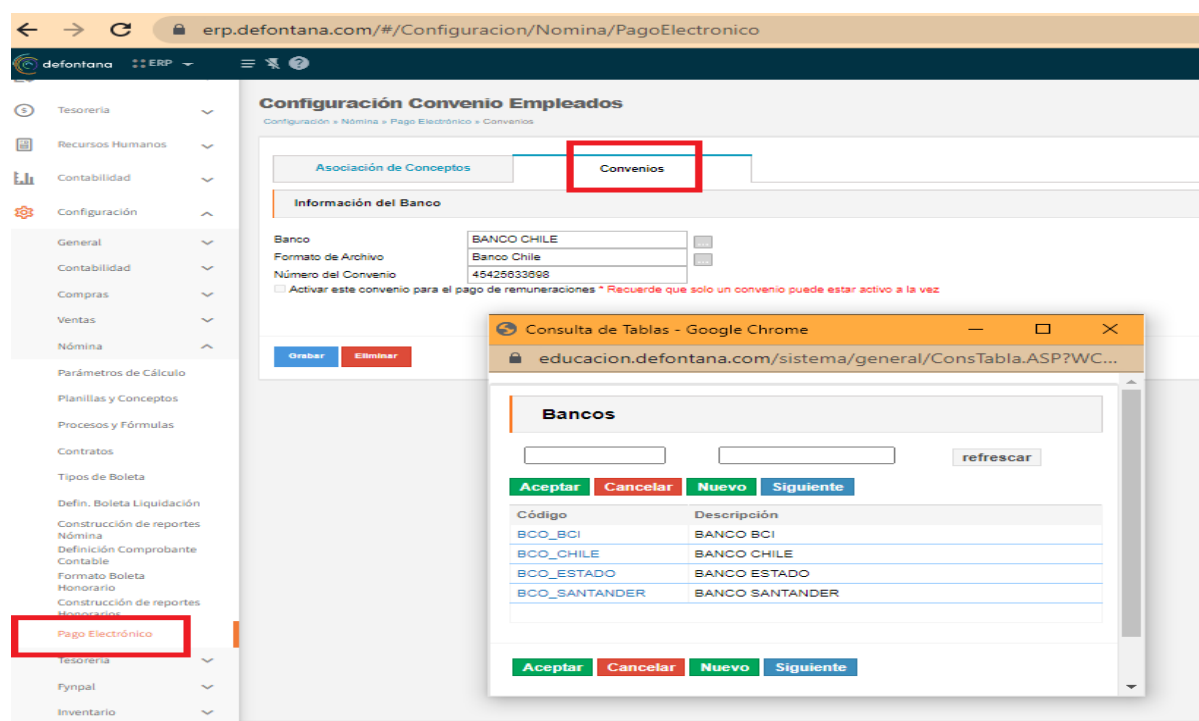 erp.defontana.com/#/Configuracion/Nomina/PagoElectronico
defontana ERP
Tesorería
Recursos Humanos
Contabilidad
Configuración
General
Contabilidad
Compras
Ventas
Nómina
Parámetros de Cálculo
Planillas y Conceptos
Procesos y Fórmulas
Contratos
Tipos de Boleta
Defin. Boleta Liquidación
Construcción de reportes
Nómina
Definición Comprobante
Contable
Formato Boleta
Honorario
Construcción de reportes
Honorarios
Pago Electrónico
Tesorería
Fynpal
Inventario
Configuración Convenio Empleados
Configuración » Nómina » Pago Electrónico » Convenios
Asociación de Conceptos
Convenios
Información del Banco
Banco BANCO CHILE ...
Formato de Archivo Banco Chile ...
Número del Convenio 45425633698
Activar este convenio para el pago de remuneraciones * Recuerde que solo un convenio puede estar activo a la vez
Grabar Eliminar
Consulta de Tablas - Google Chrome
educacion.defontana.com/sistema/general/ConsTabla.ASP?WC...
Bancos
refrescar
Aceptar Cancelar Nuevo Siguiente
Código Descripción
BCO_BCI BANCO BCI
BCO_CHILE BANCO CHILE
BCO_ESTADO BANCO ESTADO
BCO_SANTANDER BANCO SANTANDER
Aceptar Cancelar Nuevo Siguiente